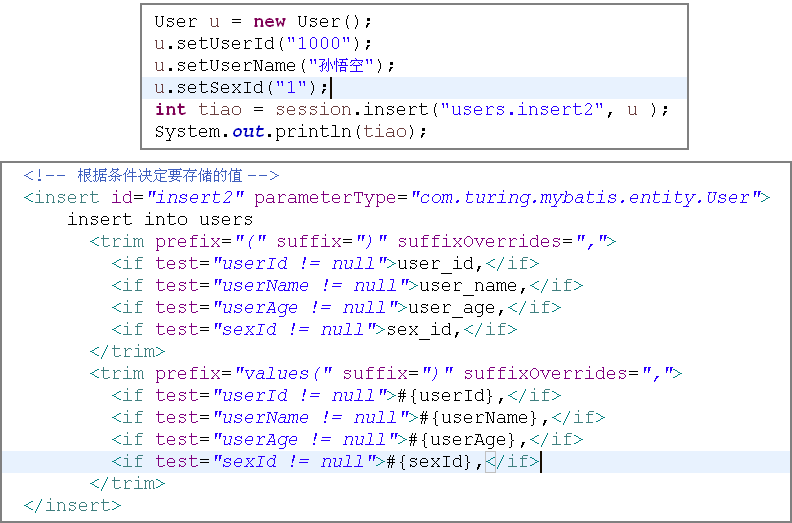 User u = new User();
u.setUserId("1000");
u.setUserName("孙悟空");
u.setSexId("1");
int tiao = session.insert("users.insert2", u );
System.out.println(tiao);
<!-- 根据条件决定要存储的值 -->
<insert id="insert2" parameterType="com.turing.mybatis.entity.User">
insert into users
<trim prefix="(" suffix=")" suffixOverrides=",">
<if test="userId != null">user_id,</if>
<if test="userName != null">user_name,</if>
<if test="userAge != null">user_age,</if>
<if test="sexId != null">sex_id,</if>
</trim>
<trim prefix="values(" suffix=")" suffixOverrides=",">
<if test="userId != null">#{userId},</if>
<if test="userName != null">#{userName},</if>
<if test="userAge != null">#{userAge},</if>
<if test="sexId != null">#{sexId},</if>
</trim>
</insert>